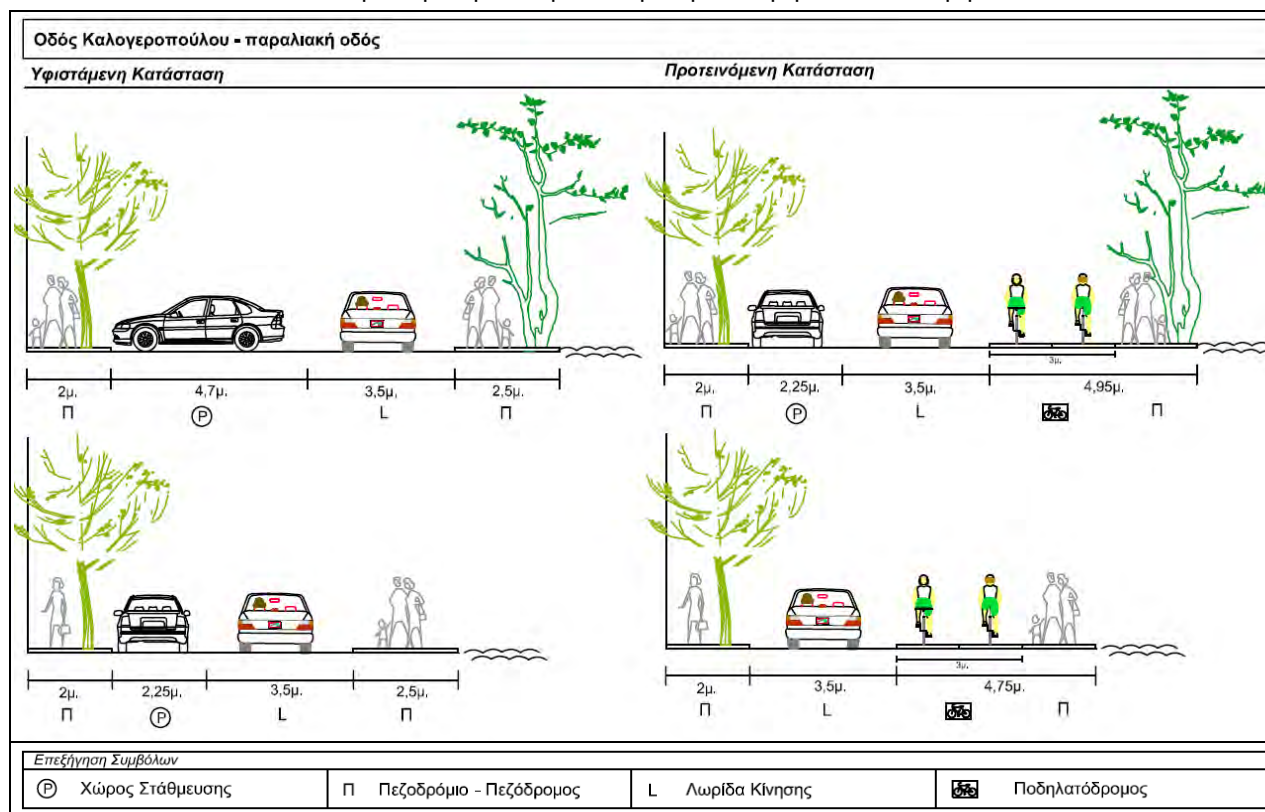 Οδός Καλογεροπούλου - παραλιακή οδός
Υφιστάμενη Κατάσταση
Προτεινόμενη Κατάσταση
3μ.
2μ. 4,7μ. 3,5μ. 2,5μ.
Π P L Π
2μ. 2,25μ. 3,5μ. 4,95μ.
Π P L Π
3μ.
2μ. 2,25μ. 3,5μ. 2,5μ.
Π P L Π
2μ. 3,5μ. 4,75μ.
Π L Π
Επεξήγηση Συμβόλων
P Χώρος Στάθμευσης Π Πεζοδρόμιο - Πεζόδρομος L Λωρίδα Κίνησης Ποδηλατόδρομος